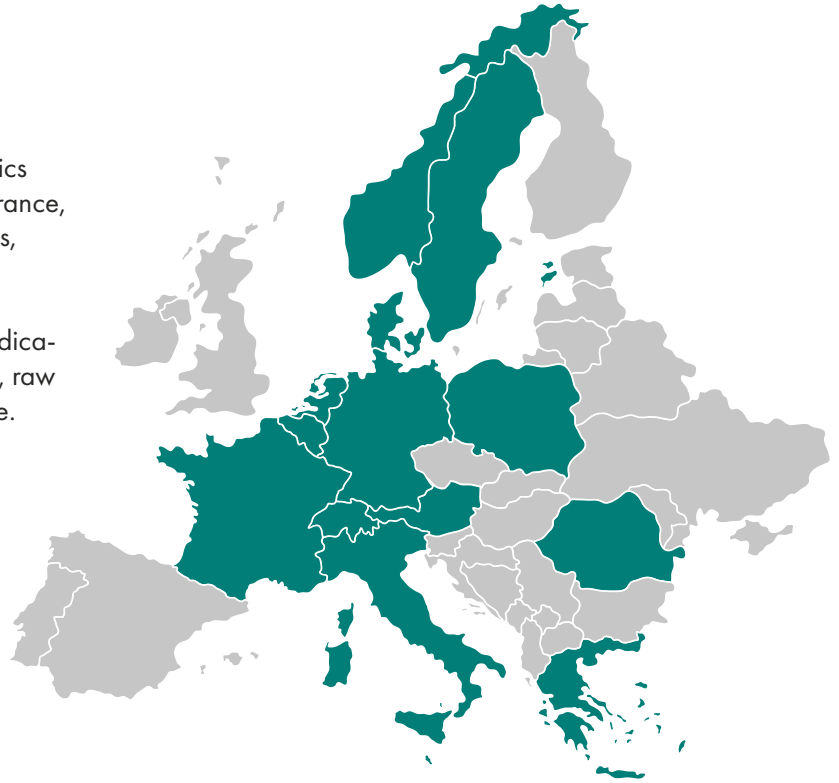 ics
rance,
s,
dica-
, raw
e.